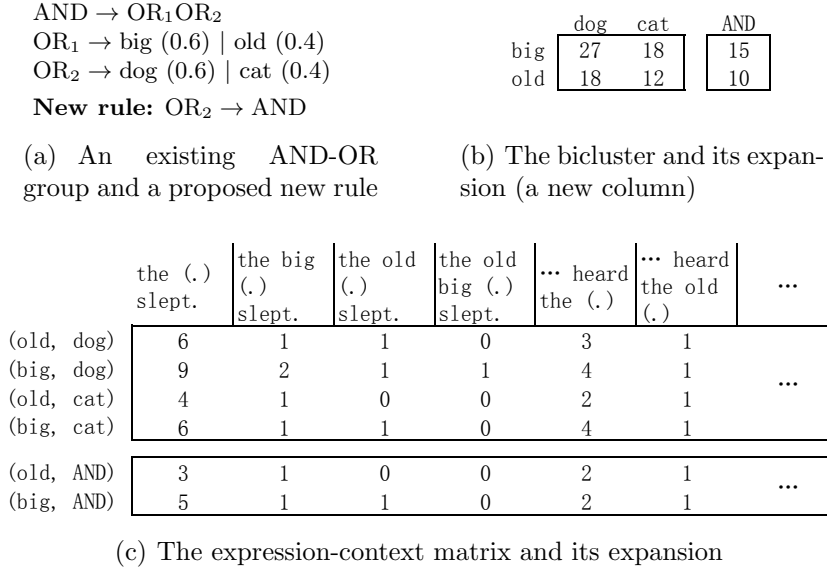 AND → OR₁OR₂
OR₁ → big (0.6) | old (0.4)
OR₂ → dog (0.6) | cat (0.4)
New rule: OR₂ → AND
(a) An existing AND-OR
group and a proposed new rule
dog cat AND
big 27 18 15
old 18 12 10
(b) The bicluster and its expan-
sion (a new column)
the (.) slept. the big (.) slept. the old (.) slept. the old big (.) slept. … heard the (.) … heard the old (.) …
(old, dog) 6 1 1 0 3 1
(big, dog) 9 2 1 1 4 1 …
(old, cat) 4 1 0 0 2 1
(big, cat) 6 1 1 0 4 1
(old, AND) 3 1 0 0 2 1 …
(big, AND) 5 1 1 0 2 1
(c) The expression-context matrix and its expansion